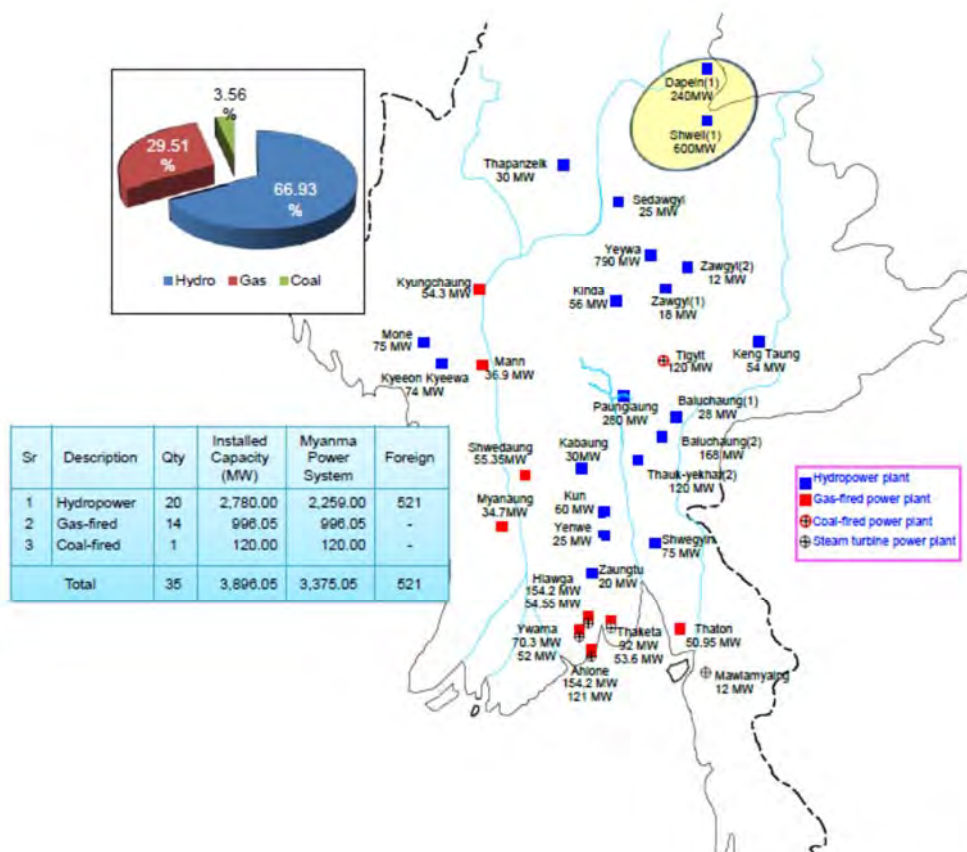 3.56
%
29.51
%
66.93
%
Hydro Gas Coal
Dapein(1)
240MW
Shweli(1)
600MW
Thapanzeik
30 MW
Sedawgyi
25 MW
Yeywa
790 MW
Zawgyi(2)
12 MW
Kyungchaung
54.3 MW
Kinda
56 MW
Zawgyi(1)
18 MW
Mone
75 MW
Kyeeon Kyeewa
74 MW
Mann
36.9 MW
Tigyit
120 MW
Keng Taung
54 MW
Paunglaung
280 MW
Baluchaung(1)
28 MW
Baluchaung(2)
168 MW
Kabaung
30MW
Thauk-yekhat(2)
120 MW
Shwedaung
55.35MW
Myanaung
34.7MW
Kun
60 MW
Yenwe
25 MW
Shwegyin
75 MW
Zaungtu
20 MW
Hlawga
154.2 MW
54.55 MW
Ywama
70.3 MW
52 MW
Thaketa
92 MW
53.6 MW
Thaton
50.95 MW
Ahlone
154.2 MW
121 MW
Mawlamyaing
12 MW
Sr Description Qty Installed Capacity (MW) Myanma Power System Foreign
1 Hydropower 20 2,780.00 2,259.00 521
2 Gas-fired 14 996.05 996.05 -
3 Coal-fired 1 120.00 120.00 -
Total 35 3,896.05 3,375.05 521
Hydropower plant
Gas-fired power plant
Coal-fired power plant
Steam turbine power plant